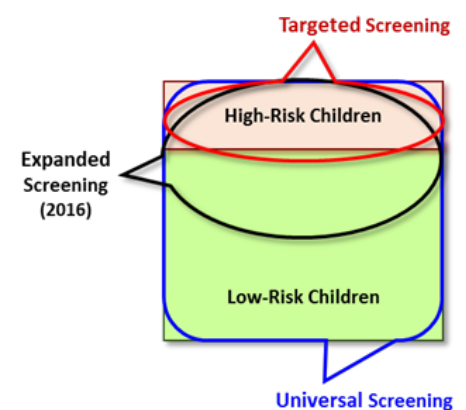 Targeted Screening
High-Risk Children
Expanded
Screening
(2016)
Low-Risk Children
Universal Screening